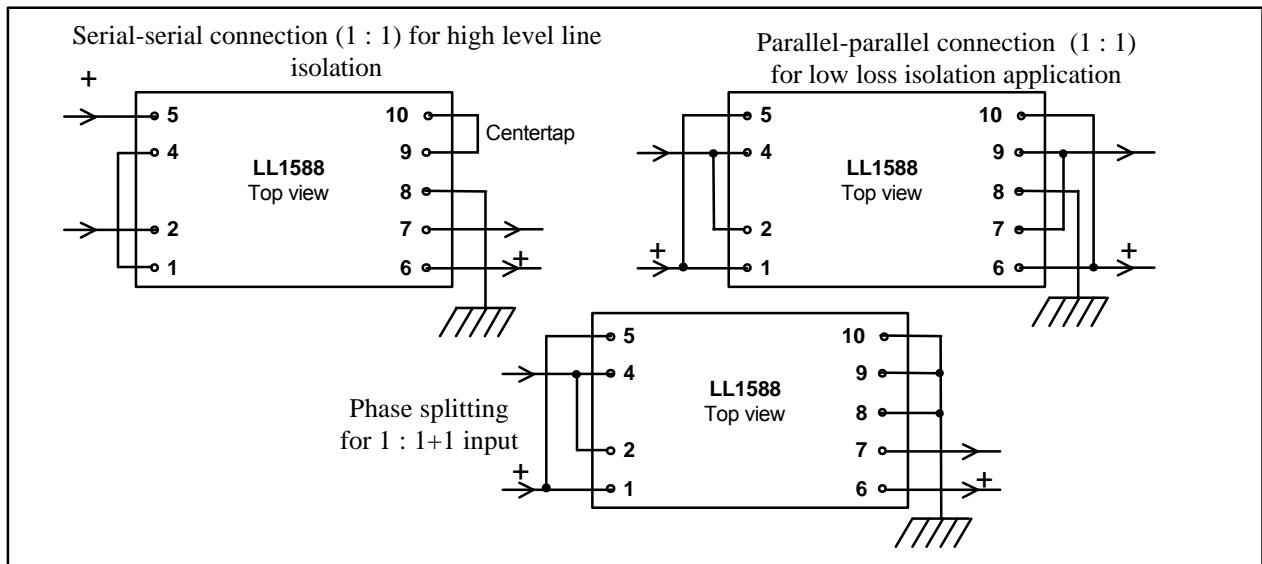 Serial-serial connection (1 : 1) for high level line
isolation
+
5
4
2
1
LL1588
Top view
10
9
8
7
6
Centertap
+
Parallel-parallel connection (1 : 1)
for low loss isolation application
5
4
2
1
+
LL1588
Top view
10
9
8
7
6
+
Phase splitting
for 1 : 1+1 input
+
5
4
2
1
LL1588
Top view
10
9
8
7
6
+